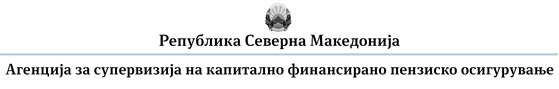 Република Северна Македонија
Агенција за супервизија на капитално финансирано пензиско осигурување